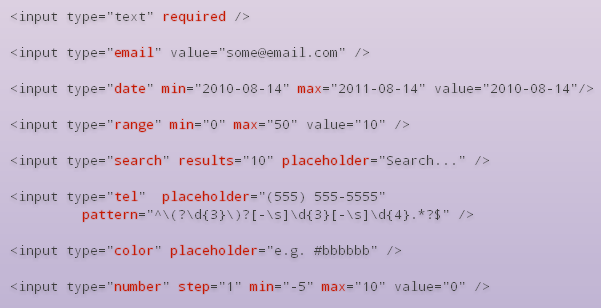 <input type="text" required />
<input type="email" value="some@email.com" />
<input type="date" min="2010-08-14" max="2011-08-14" value="2010-08-14"/>
<input type="range" min="0" max="50" value="10" />
<input type="search" results="10" placeholder="Search..." />
<input type="tel"  placeholder="(555) 555-5555"
pattern="^\(?\d{3}\)?[-\s]\d{3}[-\s]\d{4}.*?$" />
<input type="color" placeholder="e.g. #bbbbbb" />
<input type="number" step="1" min="-5" max="10" value="0" />